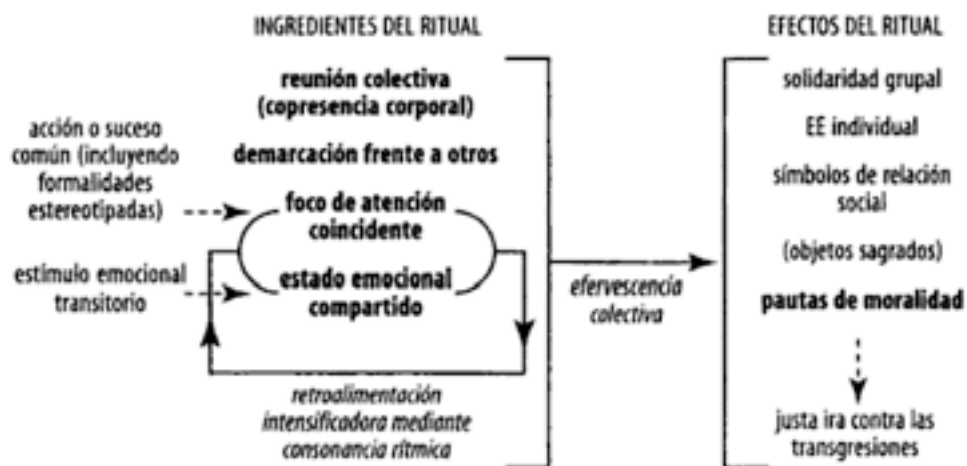 INGREDIENTES DEL RITUAL
reunión colectiva
(copresencia corporal)
demarcación frente a otros
foco de atención
coincidente
estado emocional
compartido
acción o suceso
común (incluyendo
formalidades
estereotipadas)
estímulo emocional
transitorio
retroalimentación
intensificadora mediante
consonancia rítmica
efervescencia
colectiva
EFECTOS DEL RITUAL
solidaridad grupal
EE individual
símbolos de relación
social
(objetos sagrados)
pautas de moralidad
justa ira contra las
transgresiones